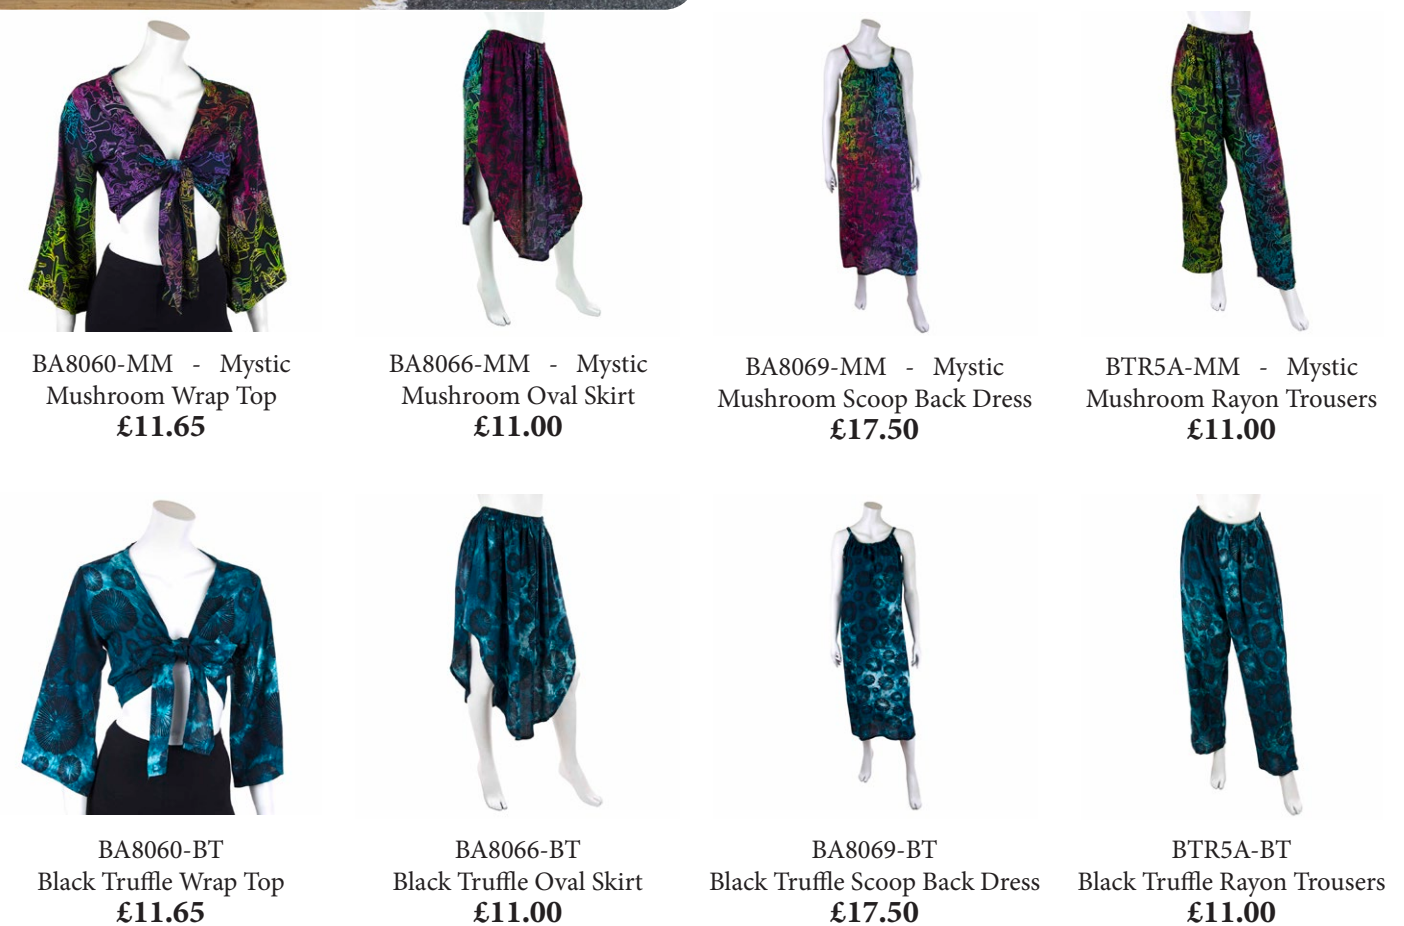 BA8060-MM - Mystic
Mushroom Wrap Top
£11.65
BA8066-MM - Mystic
Mushroom Oval Skirt
£11.00
BA8069-MM - Mystic
Mushroom Scoop Back Dress
£17.50
BTR5A-MM - Mystic
Mushroom Rayon Trousers
£11.00
BA8060-BT
Black Truffle Wrap Top
£11.65
BA8066-BT
Black Truffle Oval Skirt
£11.00
BA8069-BT
Black Truffle Scoop Back Dress
£17.50
BTR5A-BT
Black Truffle Rayon Trousers
£11.00